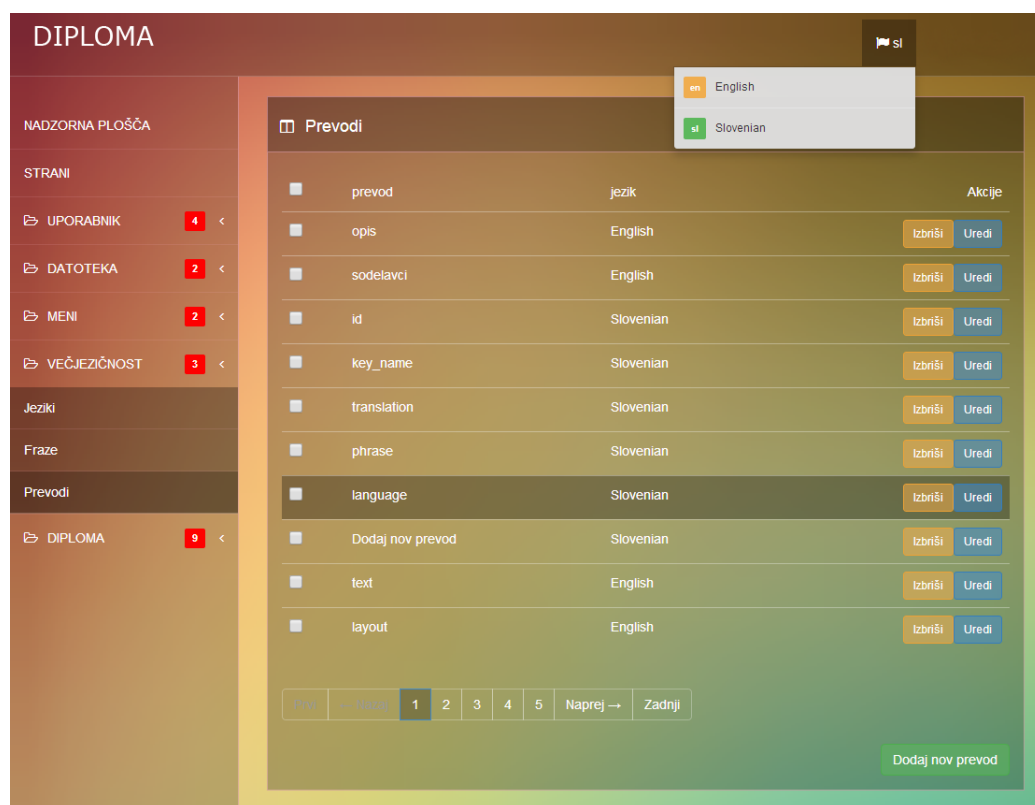 DIPLOMA
sl
en English
sl Slovenian
NADZORNA PLOŠČA
STRANI
UPORABNIK 4
DATOTEKA 2
MENI 2
VEČJEZIČNOST 3
Jeziki
Fraze
Prevodi
DIPLOMA 9
Prevodi
prevod jezik Akcije
opis English Izbriši Uredi
sodelavci English Izbriši Uredi
id Slovenian Izbriši Uredi
key_name Slovenian Izbriši Uredi
translation Slovenian Izbriši Uredi
phrase Slovenian Izbriši Uredi
language Slovenian Izbriši Uredi
Dodaj nov prevod Slovenian Izbriši Uredi
text English Izbriši Uredi
layout English Izbriši Uredi
1 2 3 4 5 Naprej → Zadnji
Dodaj nov prevod